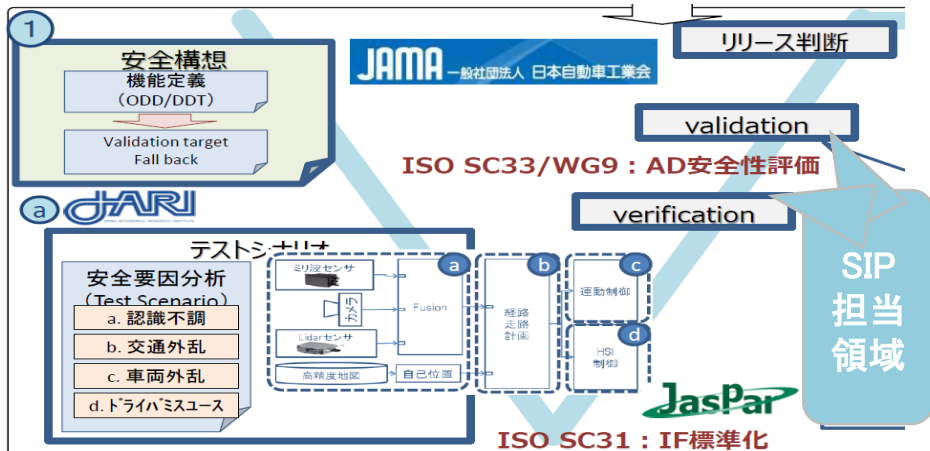 1
安全構想
機能定義
(ODD/DDT)
Validation target
Fall back
JAMA 一般社団法人 日本自動車工業会
リリース判断
validation
ISO SC33/WG9：AD安全性評価
verification
SIP
担当
領域
a
JARI
テストシナリオ
安全要因分析
(Test Scenario)
a. 認識不調
b. 交通外乱
c. 車両外乱
d. ドライバミスユース
ミリ波センサ
カメラ
Lidarセンサ
高精度地図
自己位置
Fusion
a
b
経路
走路
計画
c
運動制御
d
HSI
制御
JasPar
ISO SC31：IF標準化